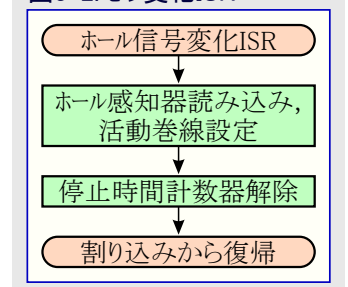 ホール信号変化ISR
ホール感知器読み込み,
活動巻線設定
停止時間計数器解除
割り込みから復帰